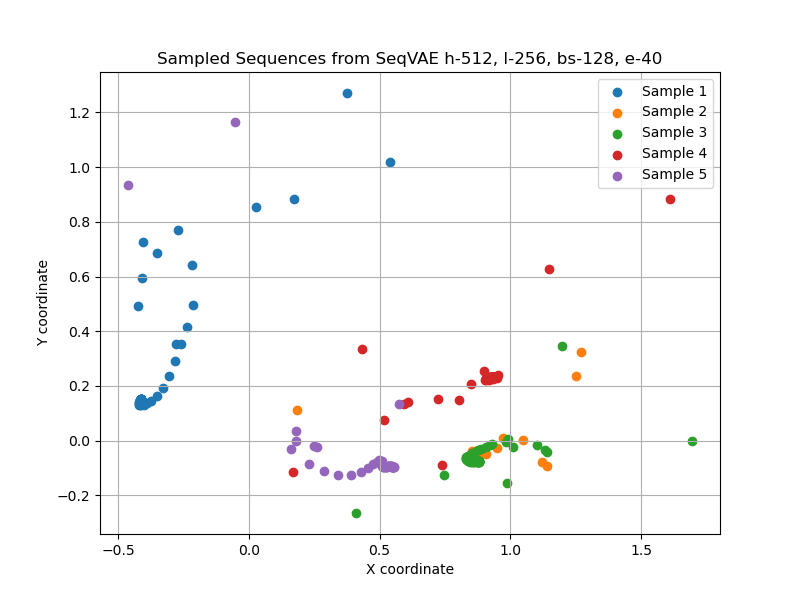 Sampled Sequences from SeqVAE h-512, l-256, bs-128, e-40
Sample 1
Sample 2
Sample 3
Sample 4
Sample 5
Y coordinate
1.2
1.0
0.8
0.6
0.4
0.2
0.0
−0.2
−0.5
0.0
0.5
1.0
1.5
X coordinate